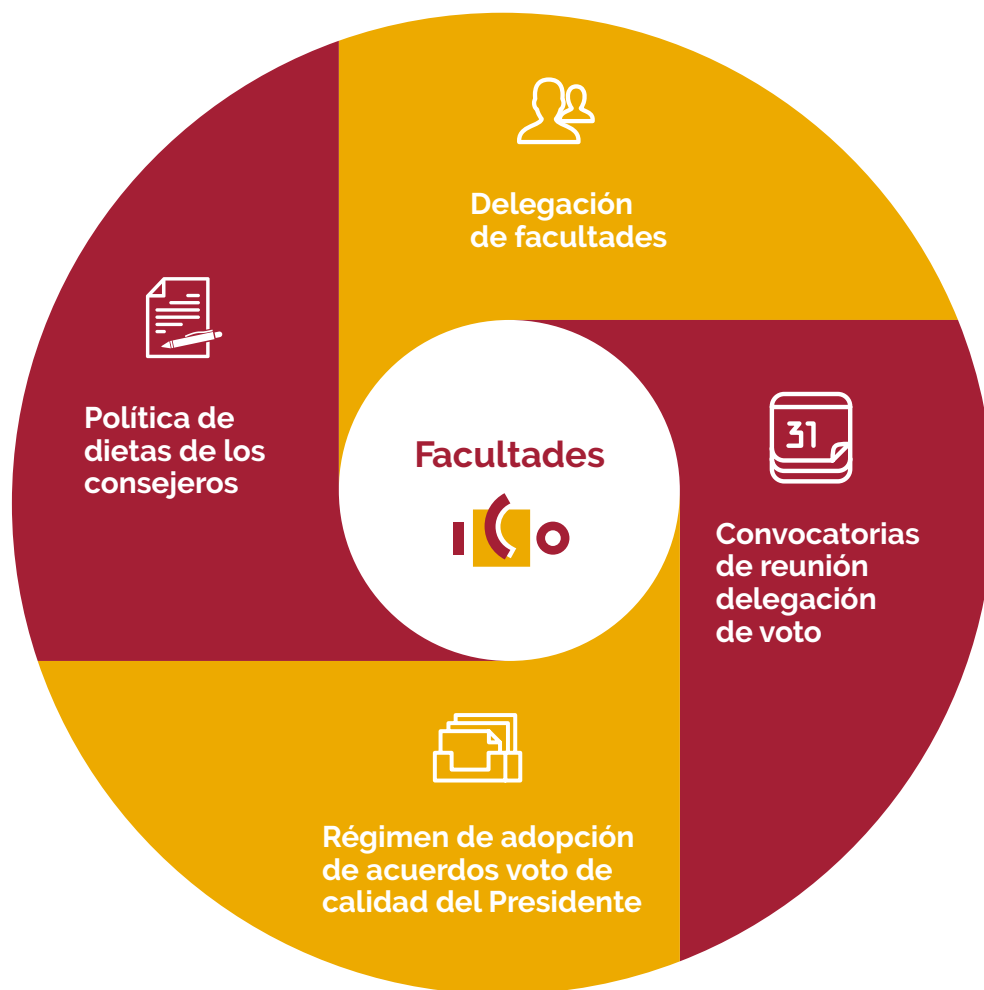 Delegación
de facultades
Política de
dietas de los
consejeros
Facultades
ICO
31
Convocatorias
de reunión
delegación
de voto
Régimen de adopción
de acuerdos voto de
calidad del Presidente